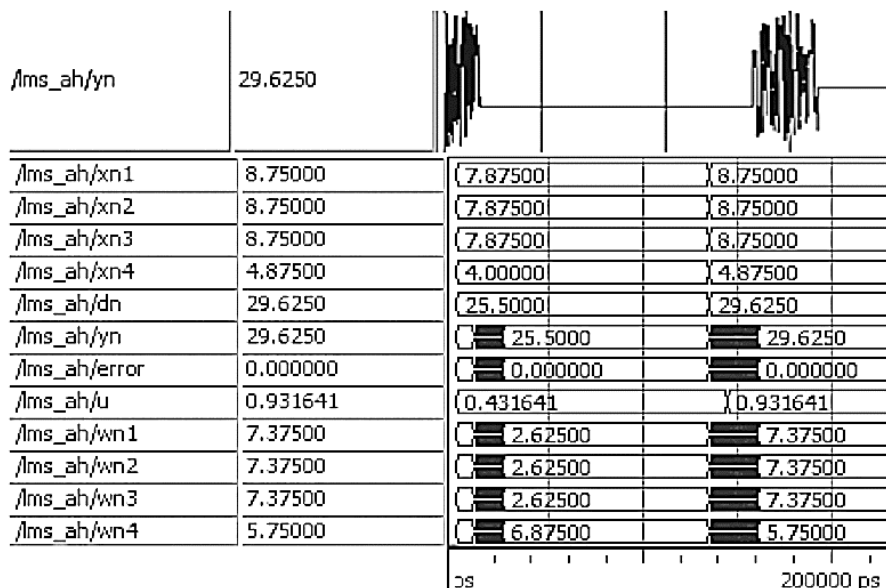 /lms_ah/yn 29.6250
/lms_ah/xn1 8.75000 7.87500 8.75000
/lms_ah/xn2 8.75000 7.87500 8.75000
/lms_ah/xn3 8.75000 7.87500 8.75000
/lms_ah/xn4 4.87500 4.00000 4.87500
/lms_ah/dn 29.6250 25.5000 29.6250
/lms_ah/yn 29.6250 25.5000 29.6250
/lms_ah/error 0.000000 0.000000 0.000000
/lms_ah/u 0.931641 0.431641 0.931641
/lms_ah/wn1 7.37500 2.62500 7.37500
/lms_ah/wn2 7.37500 2.62500 7.37500
/lms_ah/wn3 7.37500 2.62500 7.37500
/lms_ah/wn4 5.75000 6.87500 5.75000
ps 200000 ps